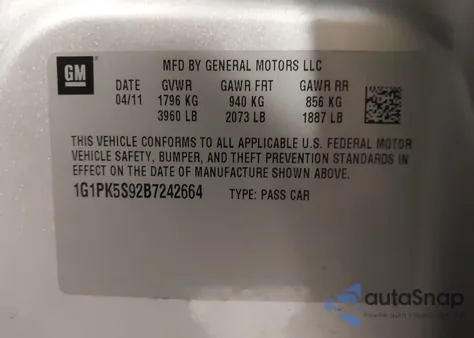 GM
MFD BY GENERAL MOTORS LLC
DATE GVWR GAWR FRT GAWR RR
04/11 1796 KG 940 KG 856 KG
3960 LB 2073 LB 1887 LB
THIS VEHICLE CONFORMS TO ALL APPLICABLE U.S. FEDERAL MOTOR
VEHICLE SAFETY, BUMPER, AND THEFT PREVENTION STANDARDS IN
EFFECT ON THE DATE OF MANUFACTURE SHOWN ABOVE.
1G1PK5S92B7242664 TYPE: PASS CAR
autoSnap